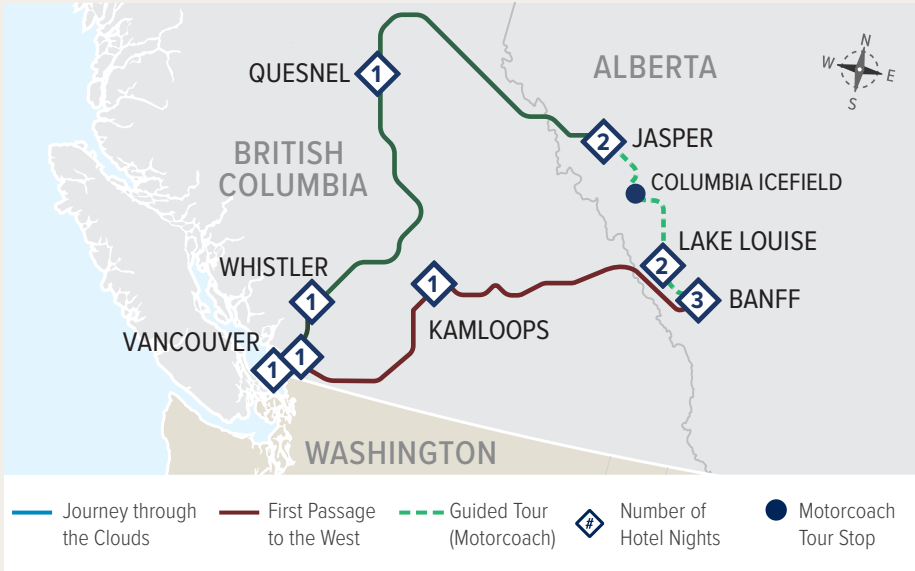 N
W
E
S
ALBERTA
QUESNEL
1
BRITISH
COLUMBIA
2
JASPER
COLUMBIA ICEFIELD
LAKE LOUISE
2
WHISTLER
1
1
3
BANFF
KAMLOOPS
VANCOUVER
1
1
WASHINGTON
Journey through
the Clouds
First Passage
to the West
Guided Tour
(Motorcoach)
#
Number of
Hotel Nights
Motorcoach
Tour Stop